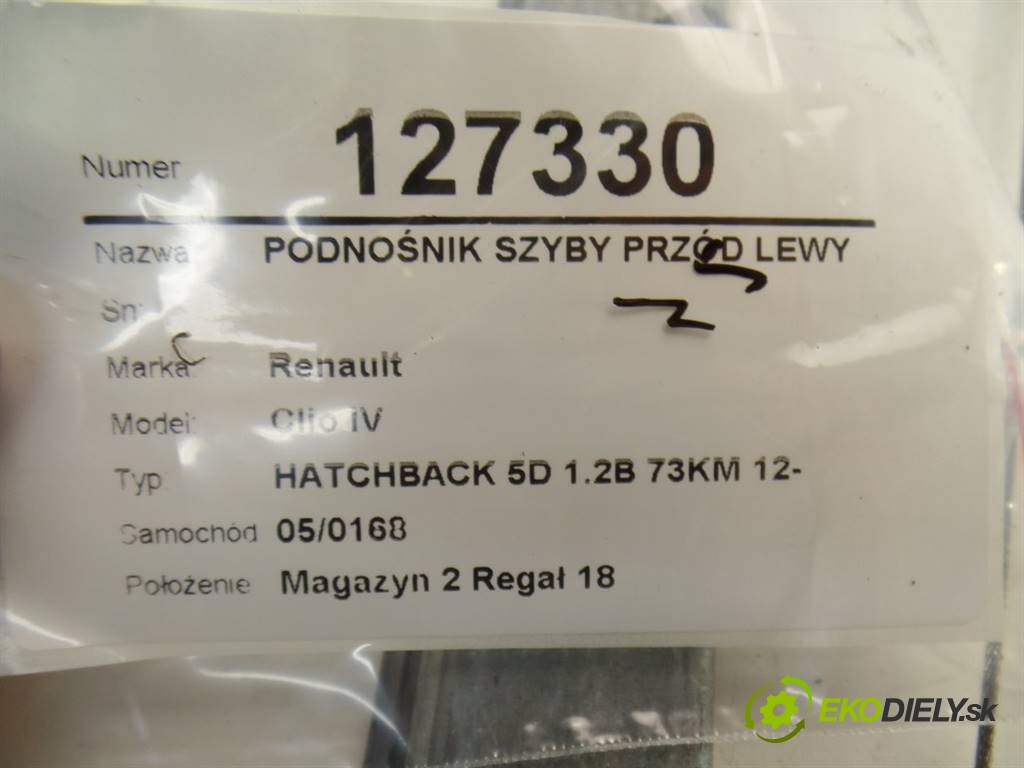 Numer 127330
Nazwa PODNOŚNIK SZYBY PRZÓD LEWY
Sn:
Marka Renault
Model: Clio IV
Typ HATCHBACK 5D 1.2B 73KM 12-
Samochód 05/0168
Położenie Magazyn 2 Regał 18
EKODIELY.sk